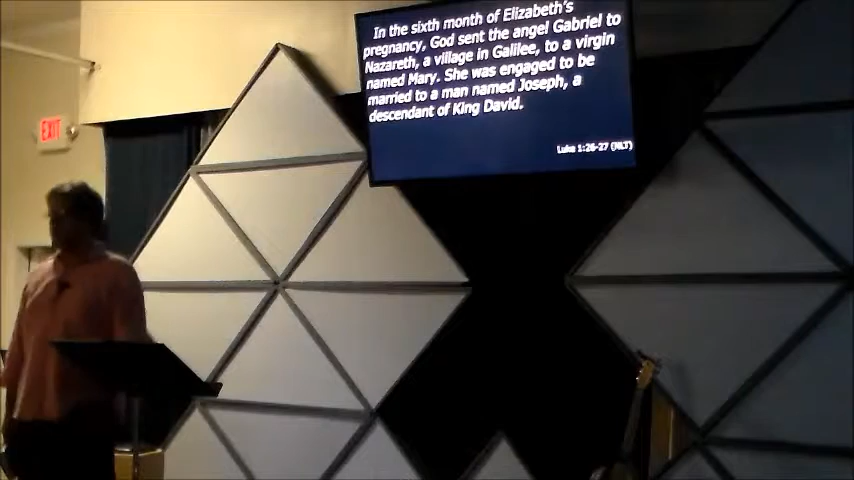 EXIT
In the sixth month of Elizabeth's
pregnancy, God sent the angel Gabriel to
Nazareth, a village in Galilee, to a virgin
named Mary. She was engaged to be
married to a man named Joseph, a
descendant of King David.
Luke 1:26-27 (NLT)